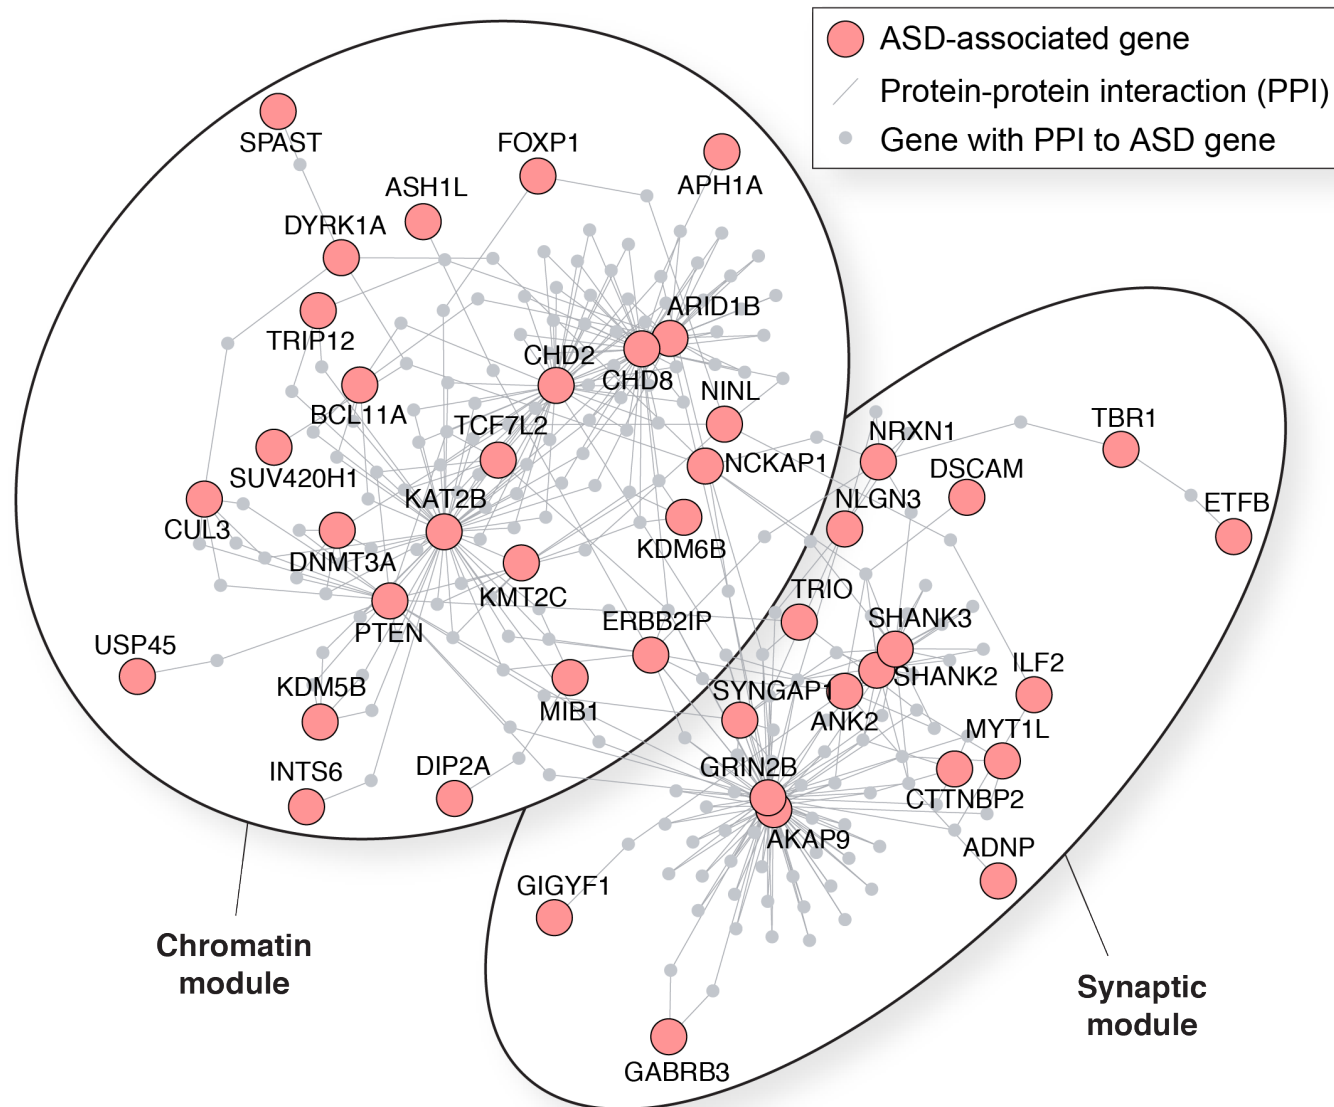 ASD-associated gene
Protein-protein interaction (PPI)
Gene with PPI to ASD gene
SPAST
FOXP1
APH1A
ASH1L
DYRK1A
ARID1B
TRIP12
CHD2
CHD8
NINL
BCL11A
TCF7L2
NRXN1
TBR1
NCKAP1
DSCAM
SUV420H1
KAT2B
NLGN3
ETFB
CUL3
KDM6B
DNMT3A
KMT2C
TRIO
ERBB2IP
SHANK3
PTEN
USP45
ILF2
SHANK2
KDM5B
SYNGAP1
MIB1
ANK2
MYT1L
INTS6
DIP2A
GRIN2B
CTTNBP2
AKAP9
ADNP
GIGYF1
Chromatin
module
Synaptic
module
GABRB3